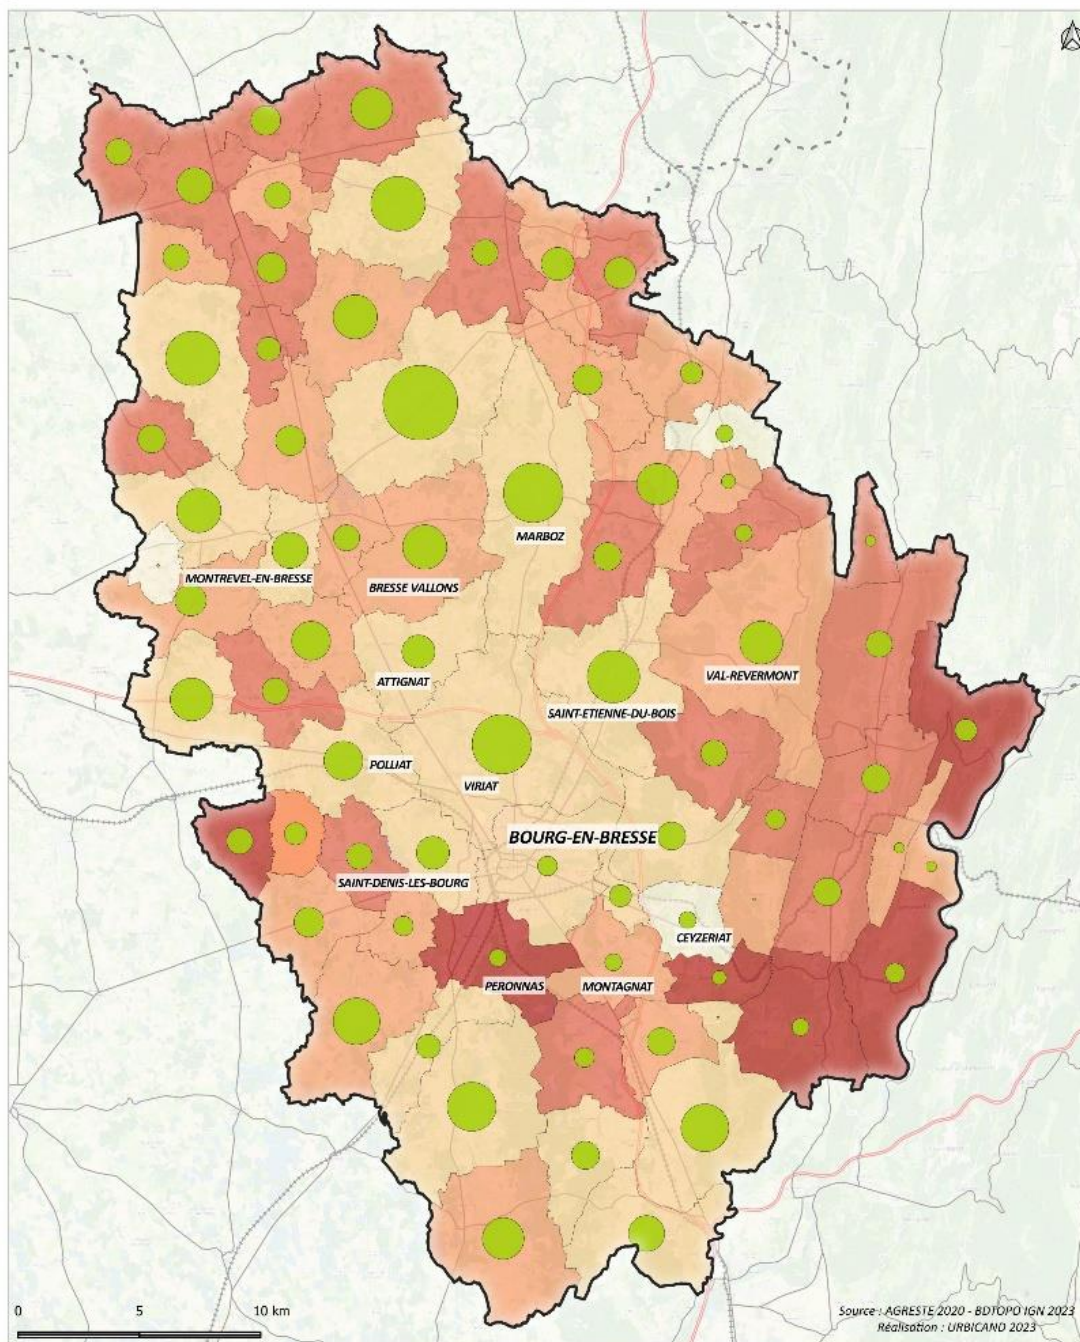 MARBOZ
MONTREVEL-EN-BRESSE
BRESSE VALLONS
ATTIGNAT
VAL-REVERMONT
SAINT-ETIENNE-DU-BOIS
POLLIAT
VIRIAT
BOURG-EN-BRESSE
SAINT-DENIS-LES-BOURG
CEYZERIAT
PERONNAS
MONTAGNAT
0 5 10 km
Source : AGRESTE 2020 - BDTOPO IGN 2023
Réalisation : URBICAND 2023